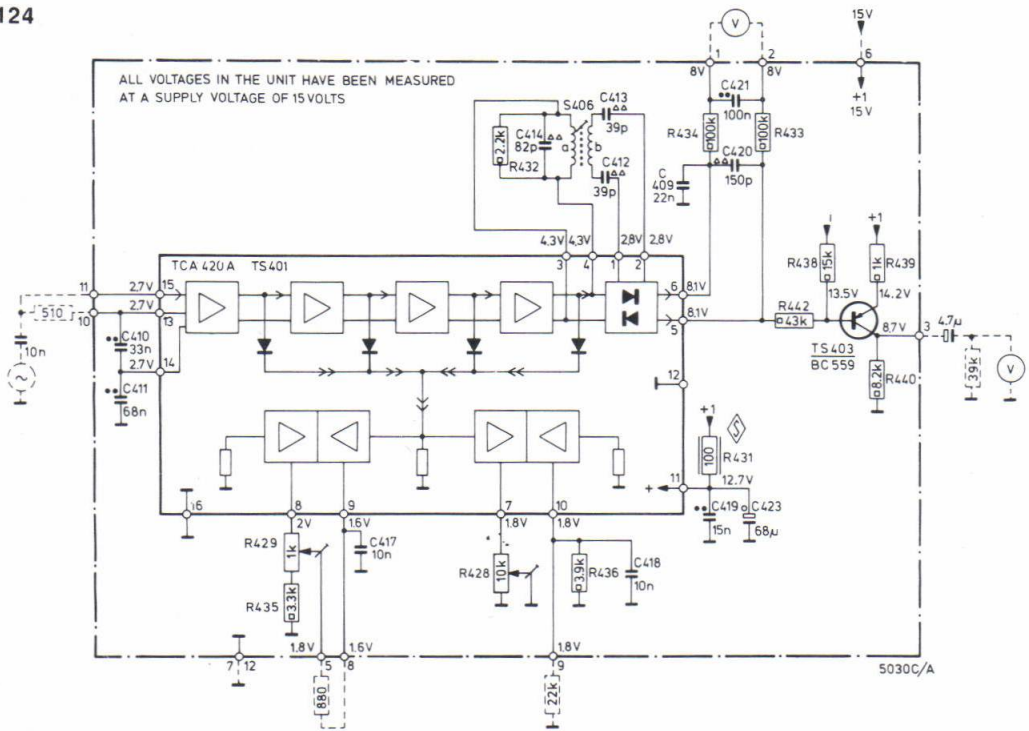 124
15V
V
1
2
6
8V
8V
+1
15V
ALL VOLTAGES IN THE UNIT HAVE BEEN MEASURED
AT A SUPPLY VOLTAGE OF 15 VOLTS
C421
100n
S406
C413
39p
R434
100k
100k
R433
2.2k
C414
82p
R432
a
b
C420
150p
C412
39p
C
409
22n
4.3V
4.3V
2,8V
2,8V
3
4
1
2
R438
15k
+1
1k
R439
TCA 420A TS401
11
2.7V
15
6
8.1V
13.5V
14.2V
510
10
2.7V
13
5
8.1V
R442
43k
C410
33n
10n
2.7V
14
TS403
BC 559
8,7V
3
4.7µ
39k
V
C411
68n
12
8.2k
R440
+1
100
S
R431
+
11
12.7V
16
8
9
7
10
C419
15n
C423
68µ
2V
1.6V
1.8V
1.8V
R429
1k
C417
10n
R428
10k
3.9k
R436
C418
10n
R435
3.3k
1.8V
1.6V
1.8V
7
12
5
8
9
5030C/A
880
22k